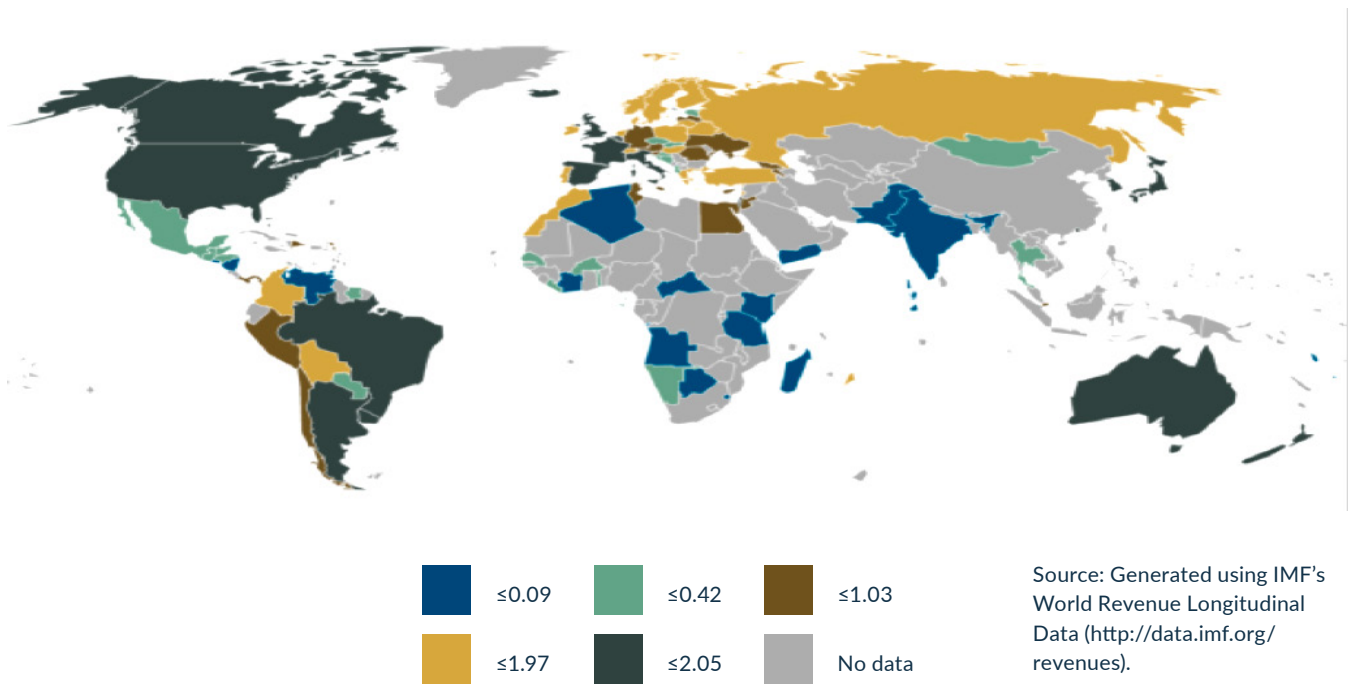 ≤0.09
≤0.42
≤1.03
≤1.97
≤2.05
No data
Source: Generated using IMF’s
World Revenue Longitudinal
Data (http://data.imf.org/
revenues).